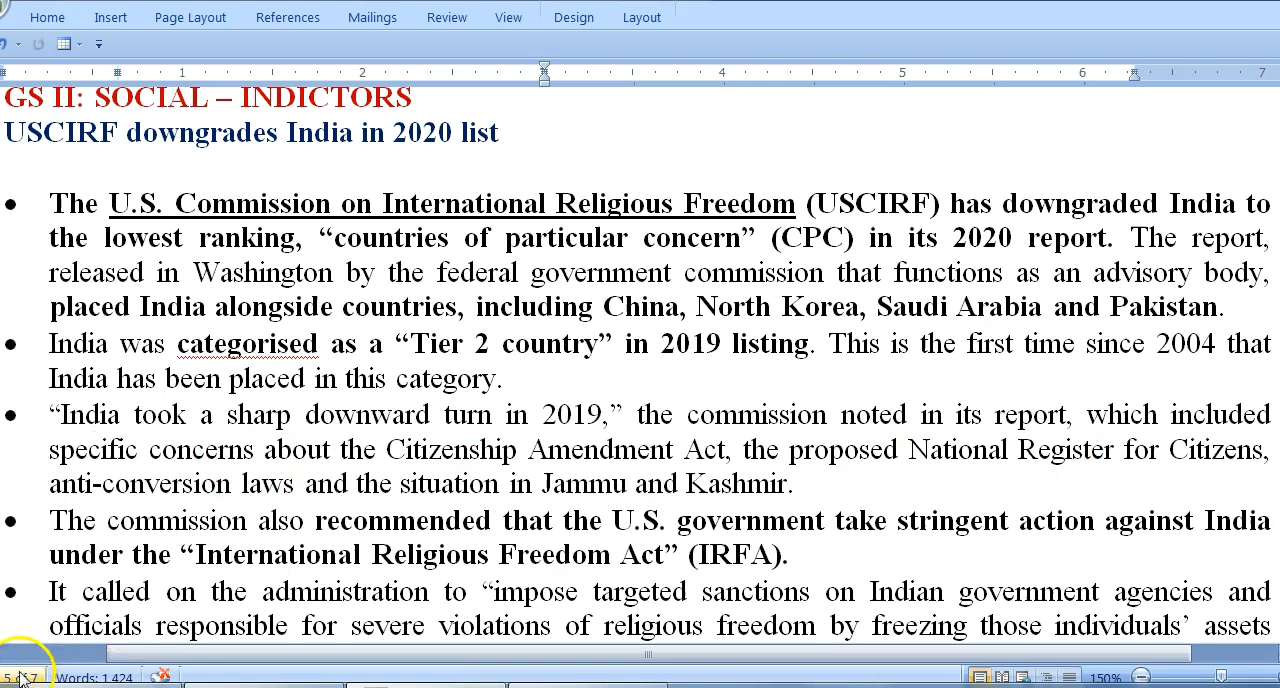 Home Insert Page Layout References Mailings Review View Design Layout
1 2 4 5 6 7
GS II: SOCIAL – INDICTORS
USCIRF downgrades India in 2020 list
• The U.S. Commission on International Religious Freedom (USCIRF) has downgraded India to
the lowest ranking, “countries of particular concern” (CPC) in its 2020 report. The report,
released in Washington by the federal government commission that functions as an advisory body,
placed India alongside countries, including China, North Korea, Saudi Arabia and Pakistan.
• India was categorised as a “Tier 2 country” in 2019 listing. This is the first time since 2004 that
India has been placed in this category.
• “India took a sharp downward turn in 2019,” the commission noted in its report, which included
specific concerns about the Citizenship Amendment Act, the proposed National Register for Citizens,
anti-conversion laws and the situation in Jammu and Kashmir.
• The commission also recommended that the U.S. government take stringent action against India
under the “International Religious Freedom Act” (IRFA).
• It called on the administration to “impose targeted sanctions on Indian government agencies and
officials responsible for severe violations of religious freedom by freezing those individuals’ assets
Words: 1,424 150%